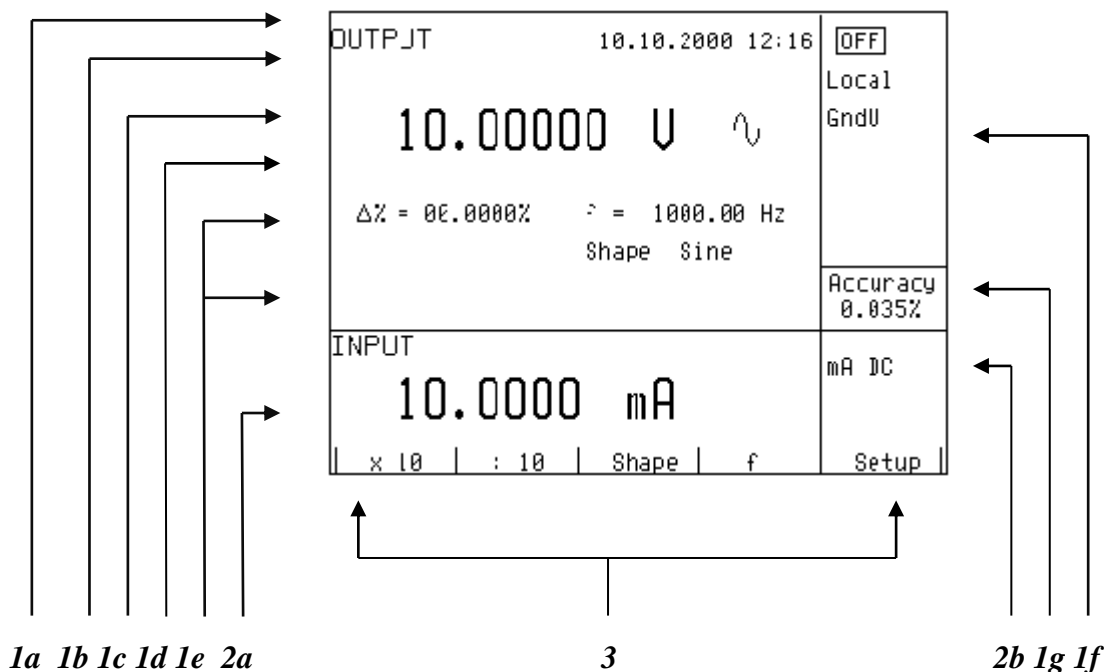 OUTPUT 10.10.2000 12:16 OFF
Local
10.00000 V GndU
Δ% = 00.0000% f = 1000.00 Hz
Shape Sine
Accuracy
0.035%
INPUT
mA DC
10.0000 mA
x 10 : 10 Shape f Setup
1a 1b 1c 1d 1e 2a 3 2b 1g 1f